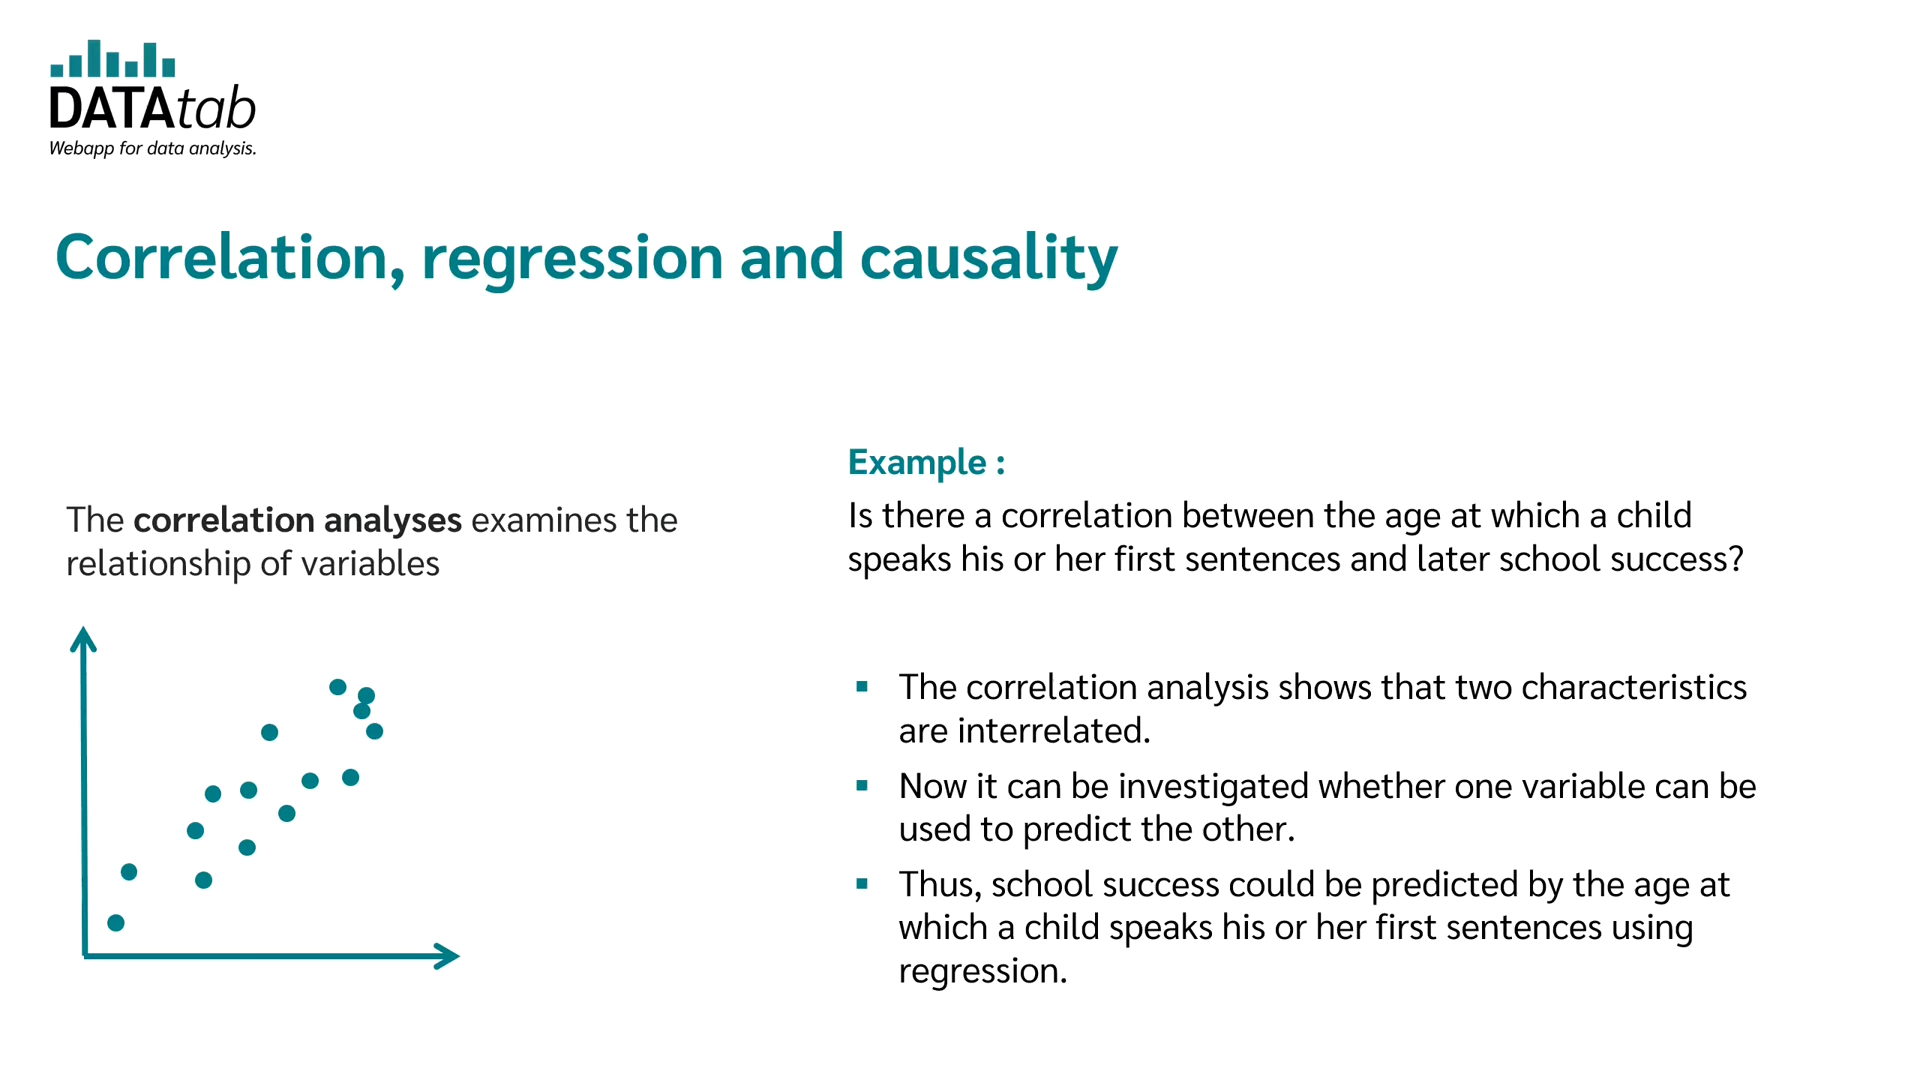 DATAtab
Webapp for data analysis.
Correlation, regression and causality
The correlation analyses examines the
relationship of variables
Example :
Is there a correlation between the age at which a child
speaks his or her first sentences and later school success?
▪ The correlation analysis shows that two characteristics
are interrelated.
▪ Now it can be investigated whether one variable can be
used to predict the other.
▪ Thus, school success could be predicted by the age at
which a child speaks his or her first sentences using
regression.